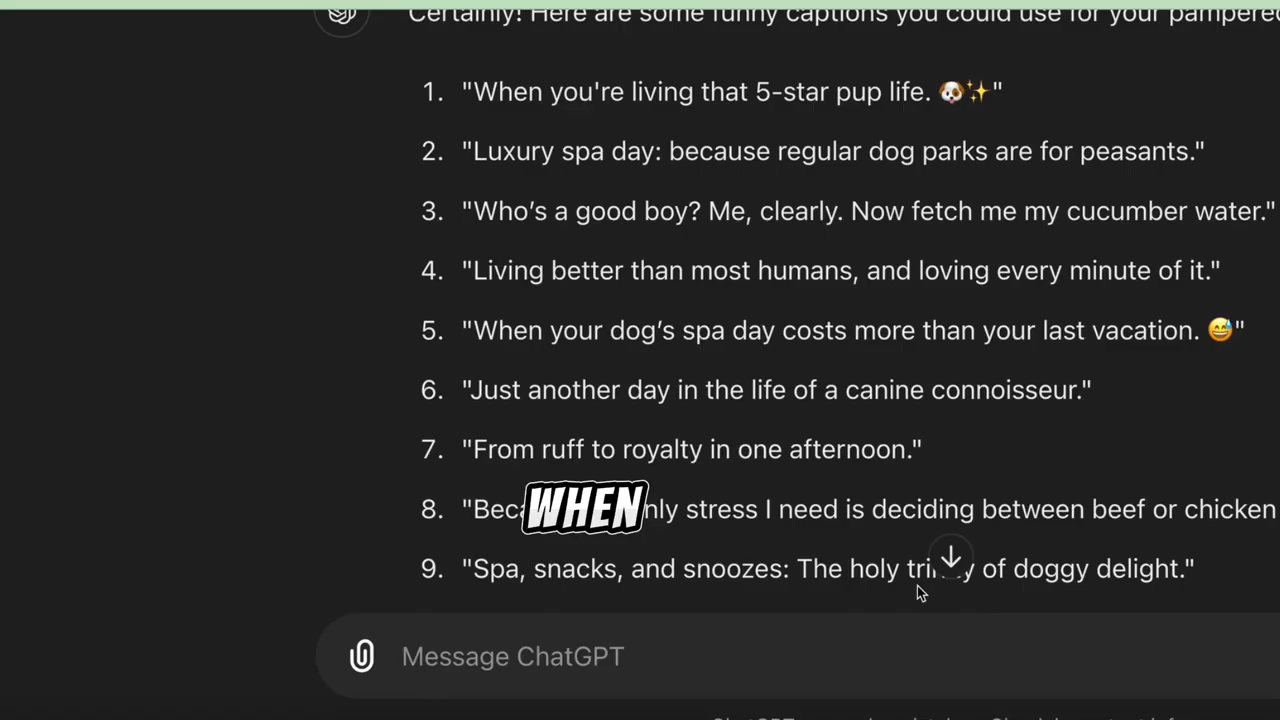 Certainly! Here are some funny captions you could use for your pampered
1. "When you're living that 5-star pup life. 🐶✨"
2. "Luxury spa day: because regular dog parks are for peasants."
3. "Who’s a good boy? Me, clearly. Now fetch me my cucumber water."
4. "Living better than most humans, and loving every minute of it."
5. "When your dog’s spa day costs more than your last vacation. 😅"
6. "Just another day in the life of a canine connoisseur."
7. "From ruff to royalty in one afternoon."
8. "Bec WHEN nly stress I need is deciding between beef or chicken
9. "Spa, snacks, and snoozes: The holy trinity of doggy delight."
Message ChatGPT